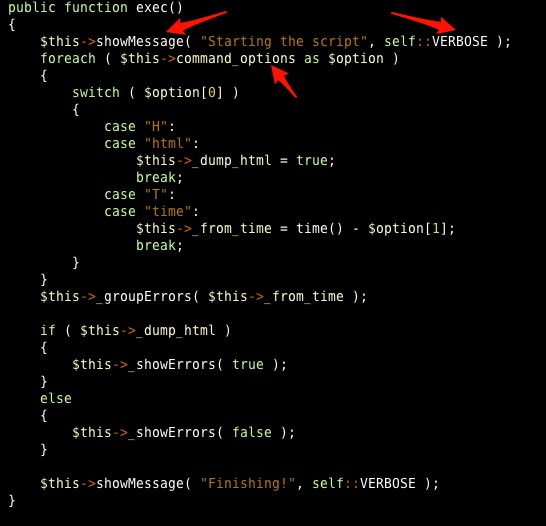 public function exec()
{
    $this->showMessage( "Starting the script", self::VERBOSE );
    foreach ( $this->command_options as $option )
    {
        switch ( $option[0] )
        {
            case "H":
            case "html":
                $this->_dump_html = true;
                break;
            case "T":
            case "time":
                $this->_from_time = time() - $option[1];
                break;
        }
    }
    $this->_groupErrors( $this->_from_time );

    if ( $this->_dump_html )
    {
        $this->_showErrors( true );
    }
    else
    {
        $this->_showErrors( false );
    }

    $this->showMessage( "Finishing!", self::VERBOSE );
}